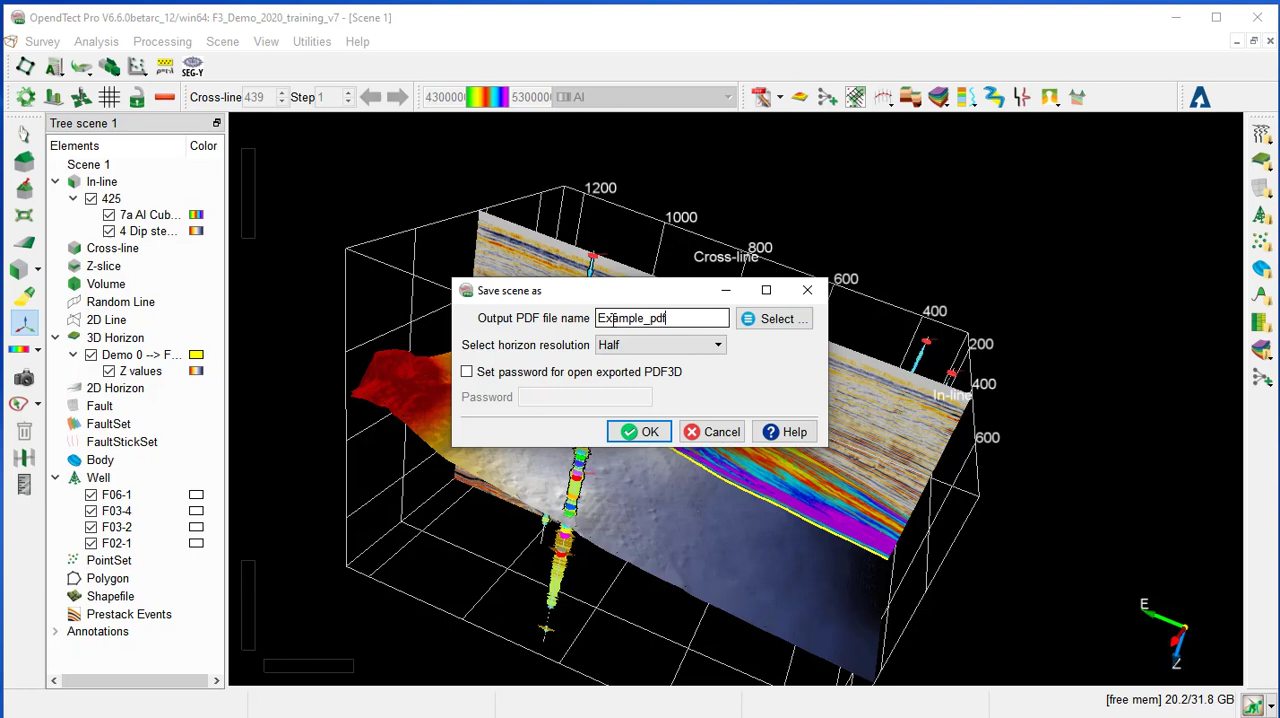 OpendTect Pro V6.6.0betarc_12/win64: F3_Demo_2020_training_v7 - [Scene 1]
Survey Analysis Processing Scene View Utilities Help
SEG-Y
Cross-line 439 Step 1 AI
Tree scene 1
Elements Color
Scene 1
In-line
425
7a AI Cub...
4 Dip ste...
Cross-line
Z-slice
Volume
Random Line
2D Line
3D Horizon
Demo 0 --> F...
Z values
2D Horizon
Fault
FaultSet
FaultStickSet
Body
Well
F06-1
F03-4
F03-2
F02-1
PointSet
Polygon
Shapefile
Prestack Events
Annotations
1200
1000
800
Cross-line
600
400
200
In-line
400
600
Save scene as
Output PDF file name Example_pdf Select ...
Select horizon resolution Half
Set password for open exported PDF3D
Password
OK Cancel Help
E
Z
[free mem] 20.2/31.8 GB